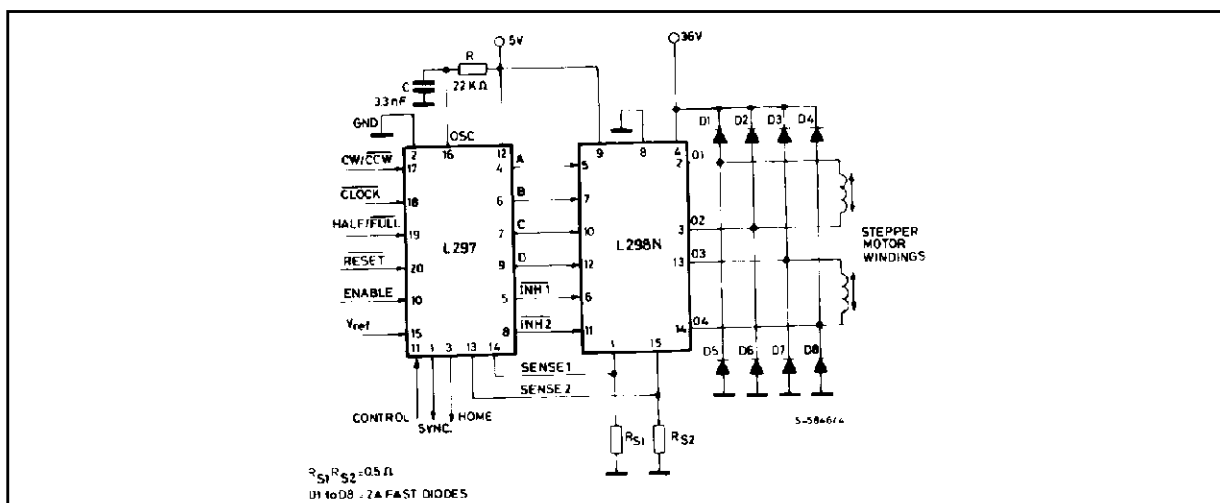 5V
36V
R
22 KΩ
C
3.3 nF
GND
OSC
D1 D2 D3 D4
2 16 12
9 8 4
CW/CCW 17
4 A 5
2 O1
CLOCK 18
6 B 7
HALF/FULL 19
7 C 10
3 O2
L297
L298N
STEPPER
MOTOR
WINDINGS
RESET 20
9 D 12
13 O3
ENABLE 10
5 INH1 6
Vref 15
8 INH2 11
14 O4
11 1 3 13 14
1 15
D5 D6 D7 D8
SENSE 1
SENSE 2
CONTROL
SYNC.
HOME
RS1
RS2
S-5846/4
RS1 RS2 = 0.5 Ω
D1 to D8 = 2A FAST DIODES